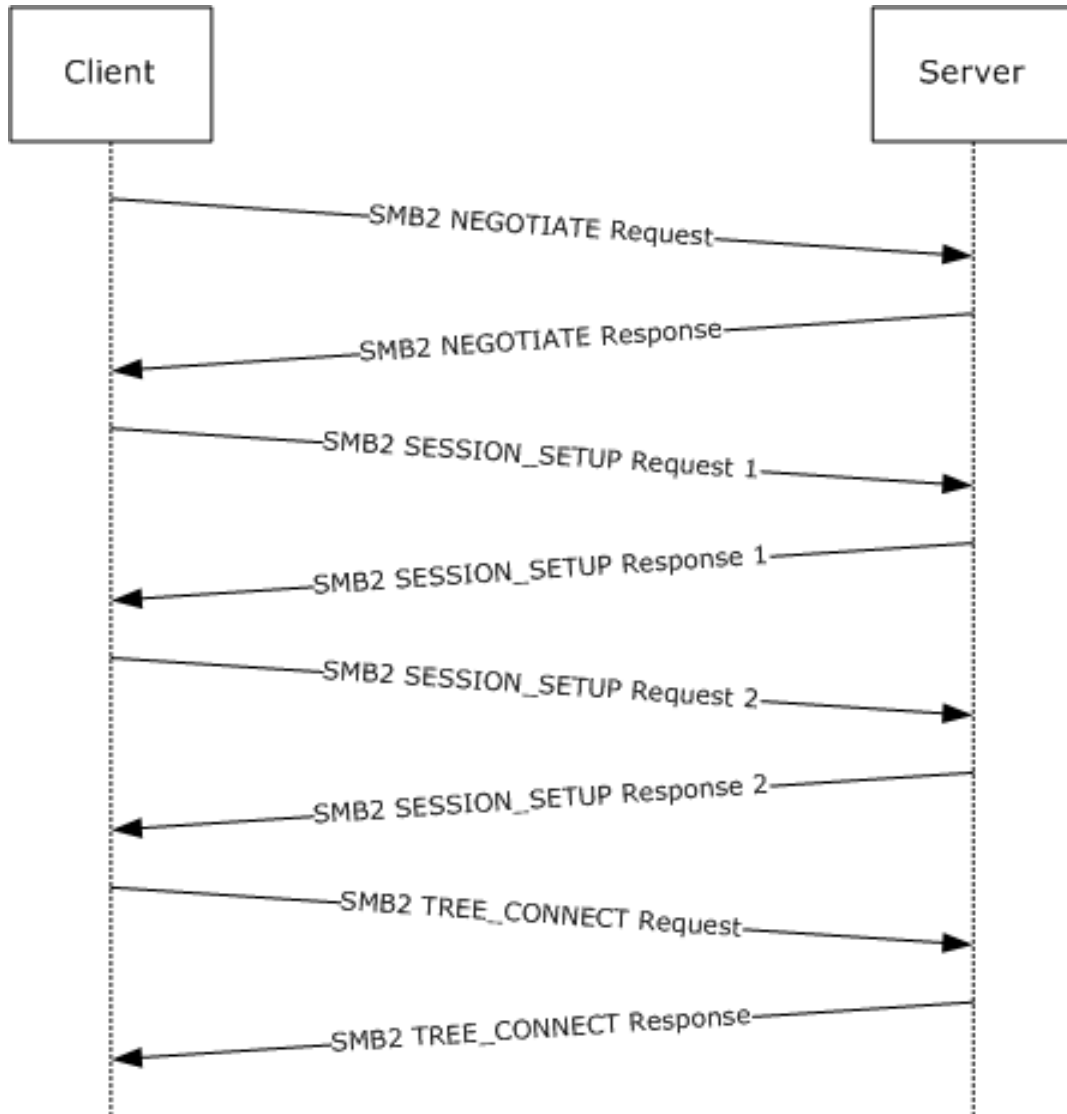 Client
Server
SMB2 NEGOTIATE Request
SMB2 NEGOTIATE Response
SMB2 SESSION_SETUP Request 1
SMB2 SESSION_SETUP Response 1
SMB2 SESSION_SETUP Request 2
SMB2 SESSION_SETUP Response 2
SMB2 TREE_CONNECT Request
SMB2 TREE_CONNECT Response